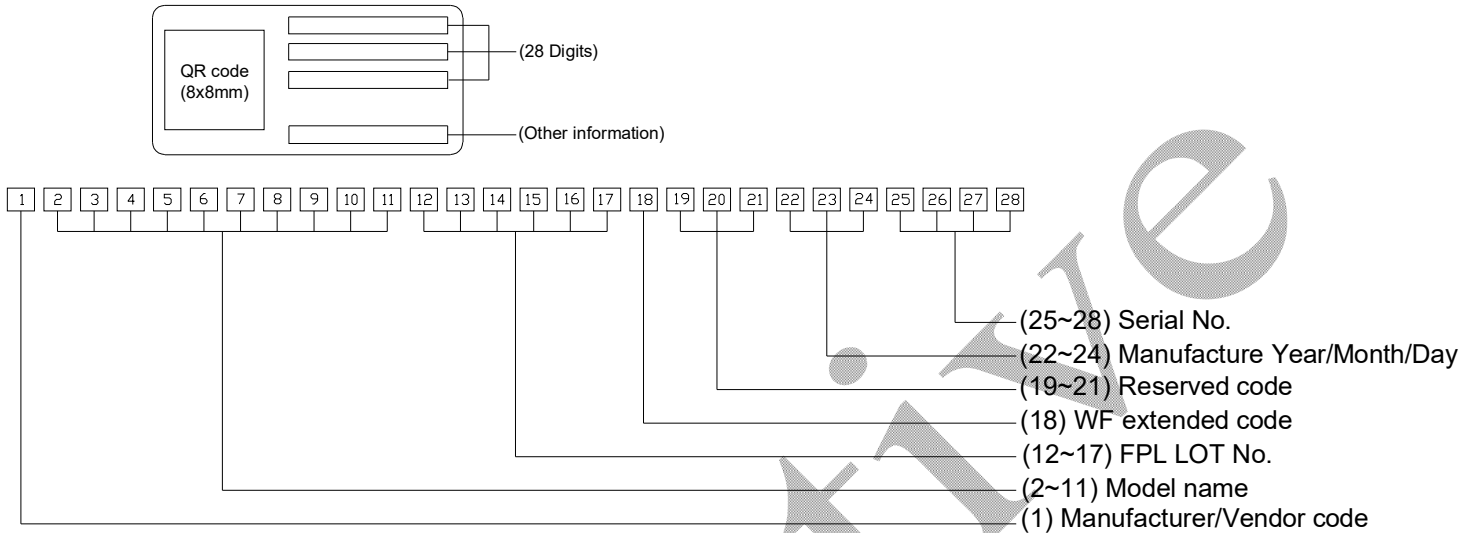 QR code
(8x8mm)
(28 Digits)
(Other information)
1 2 3 4 5 6 7 8 9 10 11 12 13 14 15 16 17 18 19 20 21 22 23 24 25 26 27 28
(25~28) Serial No.
(22~24) Manufacture Year/Month/Day
(19~21) Reserved code
(18) WF extended code
(12~17) FPL LOT No.
(2~11) Model name
(1) Manufacturer/Vendor code
tive